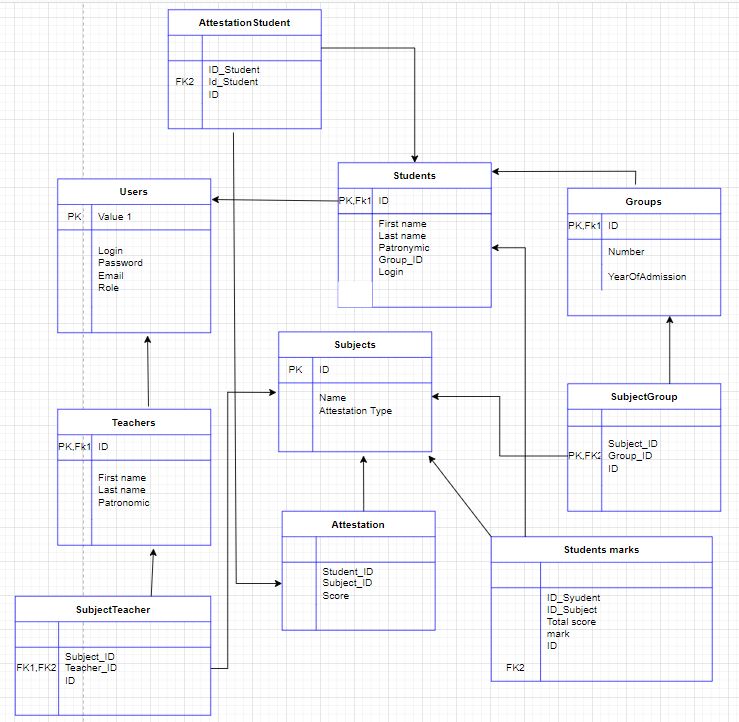 AttestationStudent
ID_Student
FK2 Id_Student
ID
Students
PK,Fk1 ID
First name
Last name
Patronymic
Group_ID
Login
Users
PK Value 1
Login
Password
Email
Role
Groups
PK,Fk1 ID
Number
YearOfAdmission
Subjects
PK ID
Name
Attestation Type
SubjectGroup
Subject_ID
PK,FK2 Group_ID
ID
Teachers
PK,Fk1 ID
First name
Last name
Patronomic
Attestation
Student_ID
Subject_ID
Score
Students marks
ID_Syudent
ID_Subject
Total score
mark
ID
FK2
SubjectTeacher
Subject_ID
FK1,FK2 Teacher_ID
ID